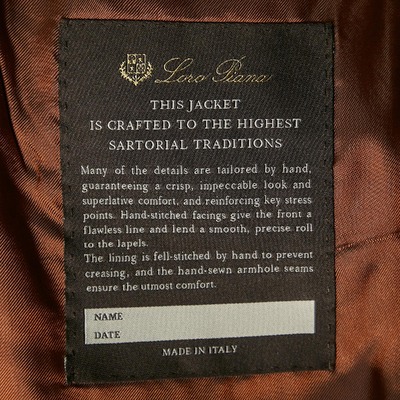 Loro Piana
THIS JACKET
IS CRAFTED TO THE HIGHEST
SARTORIAL TRADITIONS
Many of the details are tailored by hand,
guaranteeing a crisp, impeccable look and
superlative comfort, and reinforcing key stress
points. Hand-stitched facings give the front a
flawless line and lend a smooth, precise roll
to the lapels.
The lining is fell-stitched by hand to prevent
creasing, and the hand-sewn armhole seams
ensure the utmost comfort.
NAME
DATE
MADE IN ITALY